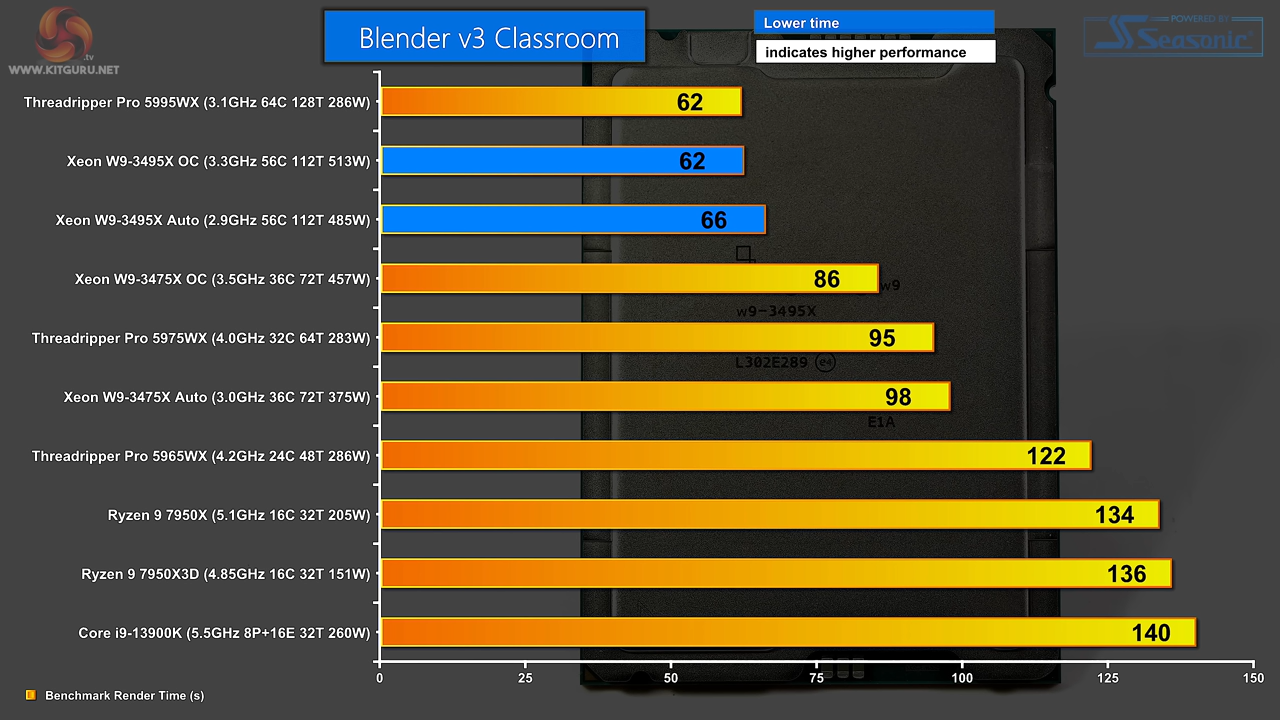 .tv
WWW.KITGURU.NET
Blender v3 Classroom
Lower time
indicates higher performance
POWERED BY
Seasonic
Threadripper Pro 5995WX (3.1GHz 64C 128T 286W)
62
Xeon W9-3495X OC (3.3GHz 56C 112T 513W)
62
Xeon W9-3495X Auto (2.9GHz 56C 112T 485W)
66
Xeon W9-3475X OC (3.5GHz 36C 72T 457W)
86
w9
w9-3495X
Threadripper Pro 5975WX (4.0GHz 32C 64T 283W)
95
L302E289 e4
Xeon W9-3475X Auto (3.0GHz 36C 72T 375W)
98
E1A
Threadripper Pro 5965WX (4.2GHz 24C 48T 286W)
122
Ryzen 9 7950X (5.1GHz 16C 32T 205W)
134
Ryzen 9 7950X3D (4.85GHz 16C 32T 151W)
136
Core i9-13900K (5.5GHz 8P+16E 32T 260W)
140
0 25 50 75 100 125 150
Benchmark Render Time (s)